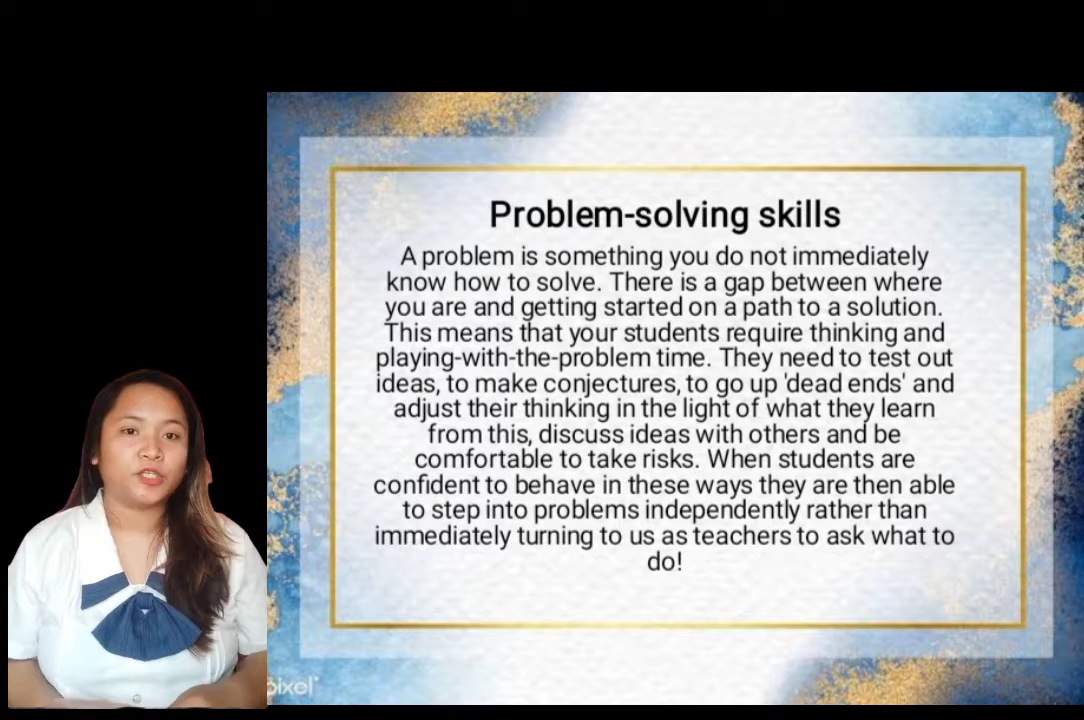 Problem-solving skills
A problem is something you do not immediately
know how to solve. There is a gap between where
you are and getting started on a path to a solution.
This means that your students require thinking and
playing-with-the-problem time. They need to test out
ideas, to make conjectures, to go up 'dead ends' and
adjust their thinking in the light of what they learn
from this, discuss ideas with others and be
comfortable to take risks. When students are
confident to behave in these ways they are then able
to step into problems independently rather than
immediately turning to us as teachers to ask what to
do!